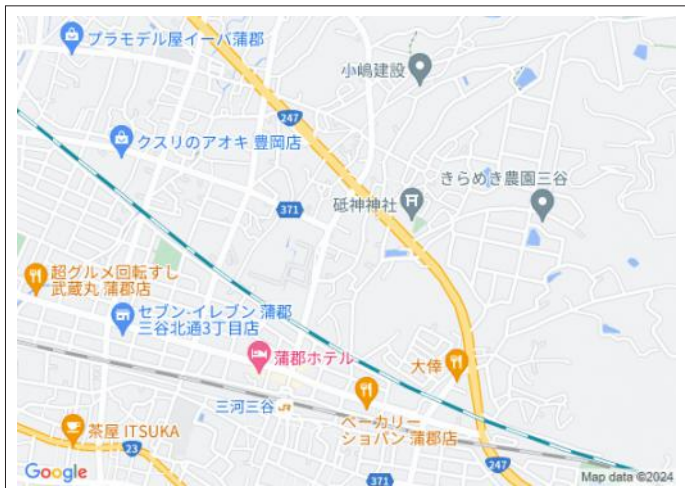 プラモデル屋イーバ蒲郡
小嶋建設
247
クスリのアオキ 豊岡店
きらめき農園三谷
砥神神社
371
超グルメ回転すし
武蔵丸 蒲郡店
セブン-イレブン 蒲郡
三谷北通3丁目店
蒲郡ホテル
大倖
三河三谷
ベーカリー
ショパン 蒲郡店
茶屋 ITSUKA
23
247
371
Google
Map data ©2024